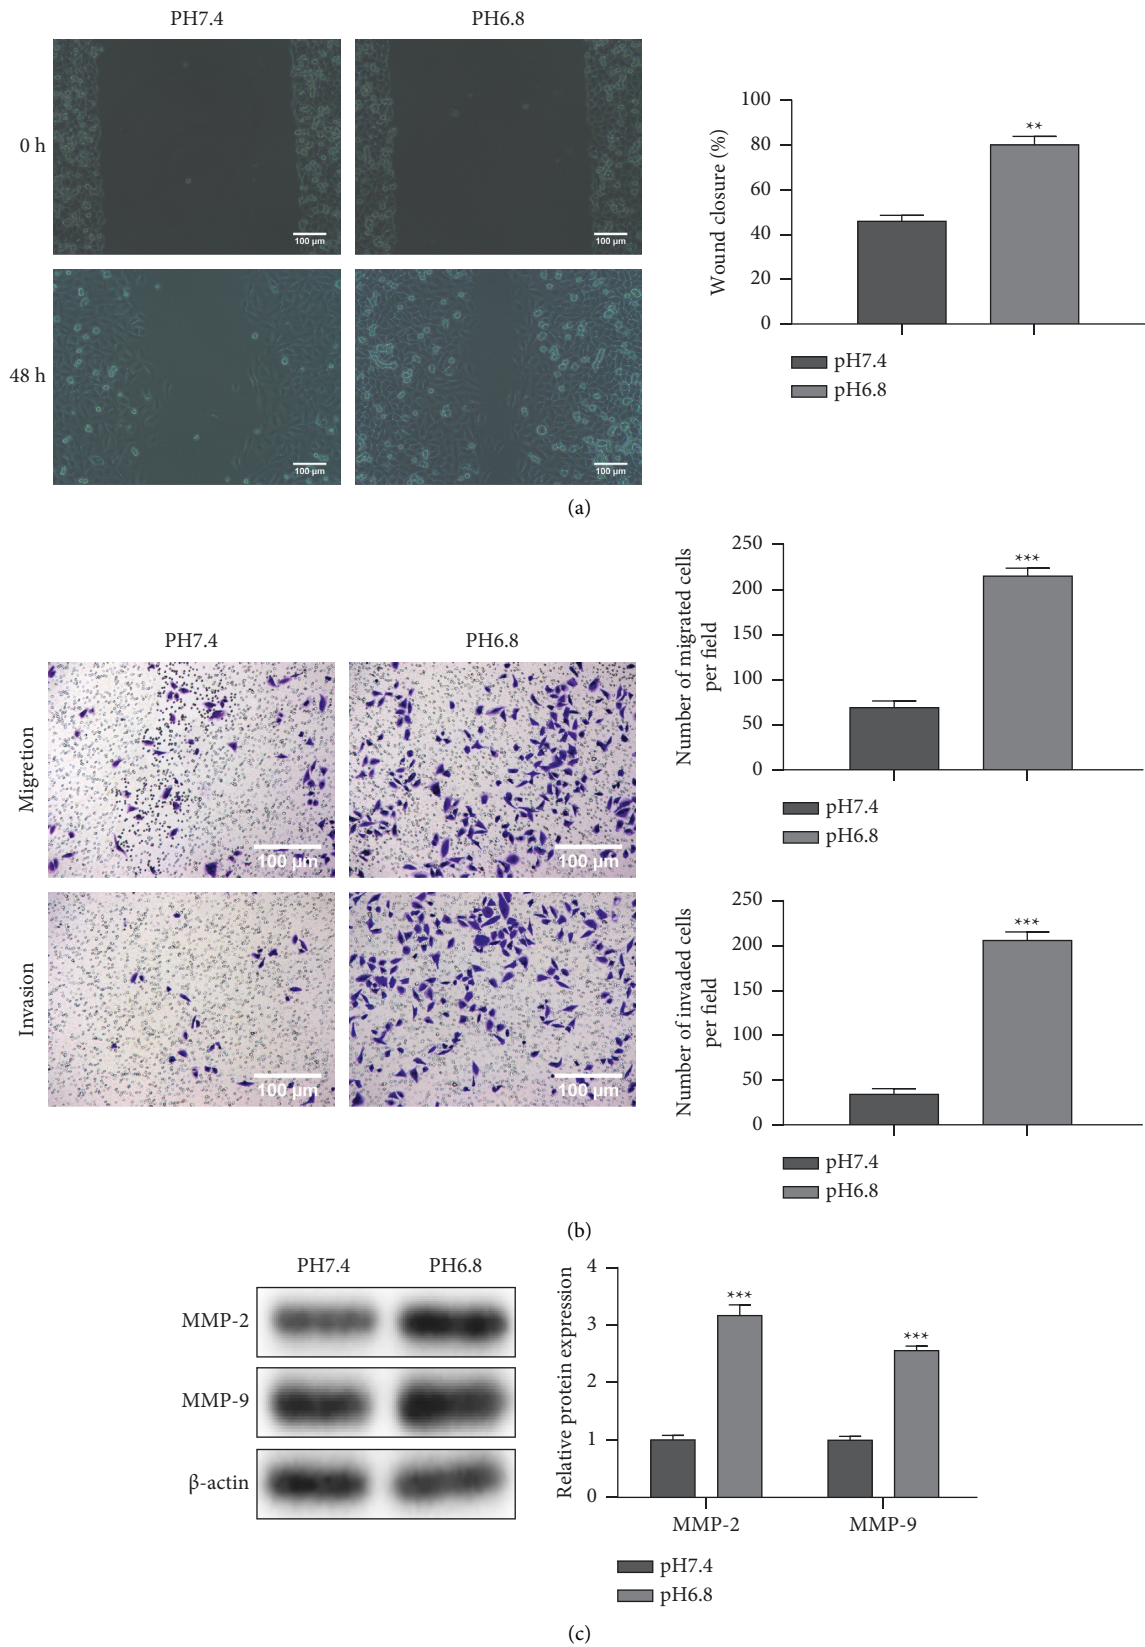 PH7.4
PH6.8
0 h
100 µm
100 µm
48 h
100 µm
100 µm
Wound closure (%)
100
80
60
40
20
0
**
pH7.4
pH6.8
(a)
PH7.4
PH6.8
Migretion
100 µm
100 µm
Invasion
100 µm
100 µm
Number of migrated cells
per field
250
200
150
100
50
0
***
pH7.4
pH6.8
Number of invaded cells
per field
250
200
150
100
50
0
***
pH7.4
pH6.8
(b)
PH7.4
PH6.8
MMP-2
MMP-9
β-actin
Relative protein expression
4
3
2
1
0
***
***
MMP-2
MMP-9
pH7.4
pH6.8
(c)